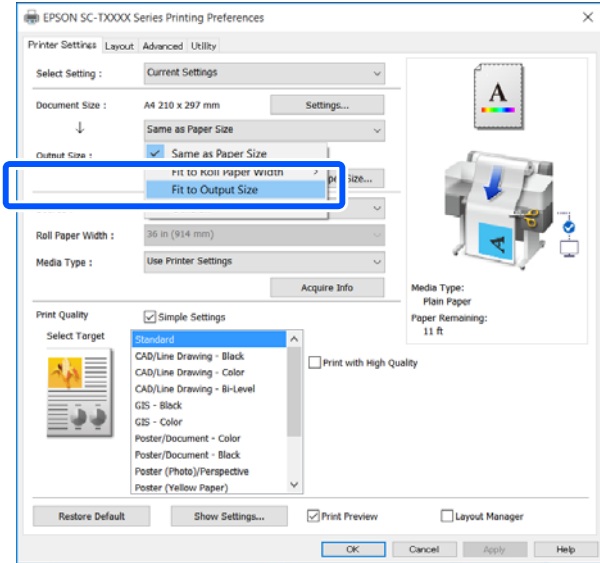 EPSON SC-TXXXX Series Printing Preferences
Printer Settings Layout Advanced Utility
Select Setting : Current Settings
Document Size : A4 210 x 297 mm Settings...
Same as Paper Size
Output Size : Same as Paper Size
Fit to Roll Paper Width
Size...
Fit to Output Size
Roll Paper Width : 36 in (914 mm)
Media Type : Use Printer Settings
Acquire Info
A
A
Media Type:
Plain Paper
Paper Remaining:
11 ft
Print Quality Simple Settings
Select Target
Standard
CAD/Line Drawing - Black
CAD/Line Drawing - Color
CAD/Line Drawing - Bi-Level
GIS - Black
GIS - Color
Poster/Document - Color
Poster/Document - Black
Poster (Photo)/Perspective
Poster (Yellow Paper)
Print with High Quality
Restore Default Show Settings... Print Preview Layout Manager
OK Cancel Apply Help